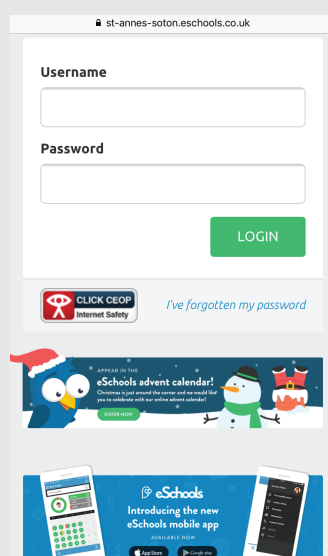 st-annes-soton.eschools.co.uk
Username
Password
LOGIN
CLICK CEOP
Internet Safety
I've forgotten my password
APPEAR IN THE
eSchools advent calendar!
Christmas is just around the corner and we would like
you to celebrate with our online advent calendar!
ENTER NOW
eSchools
Introducing the new
eSchools mobile app
AVAILABLE NOW
App Store
Google play